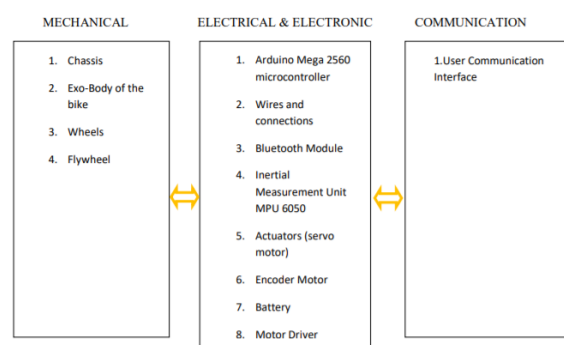 MECHANICAL
1. Chassis
2. Exo-Body of the
bike
3. Wheels
4. Flywheel
ELECTRICAL & ELECTRONIC
1. Arduino Mega 2560
microcontroller
2. Wires and
connections
3. Bluetooth Module
4. Inertial
Measurement Unit
MPU 6050
5. Actuators (servo
motor)
6. Encoder Motor
7. Battery
8. Motor Driver
COMMUNICATION
1.User Communication
Interface